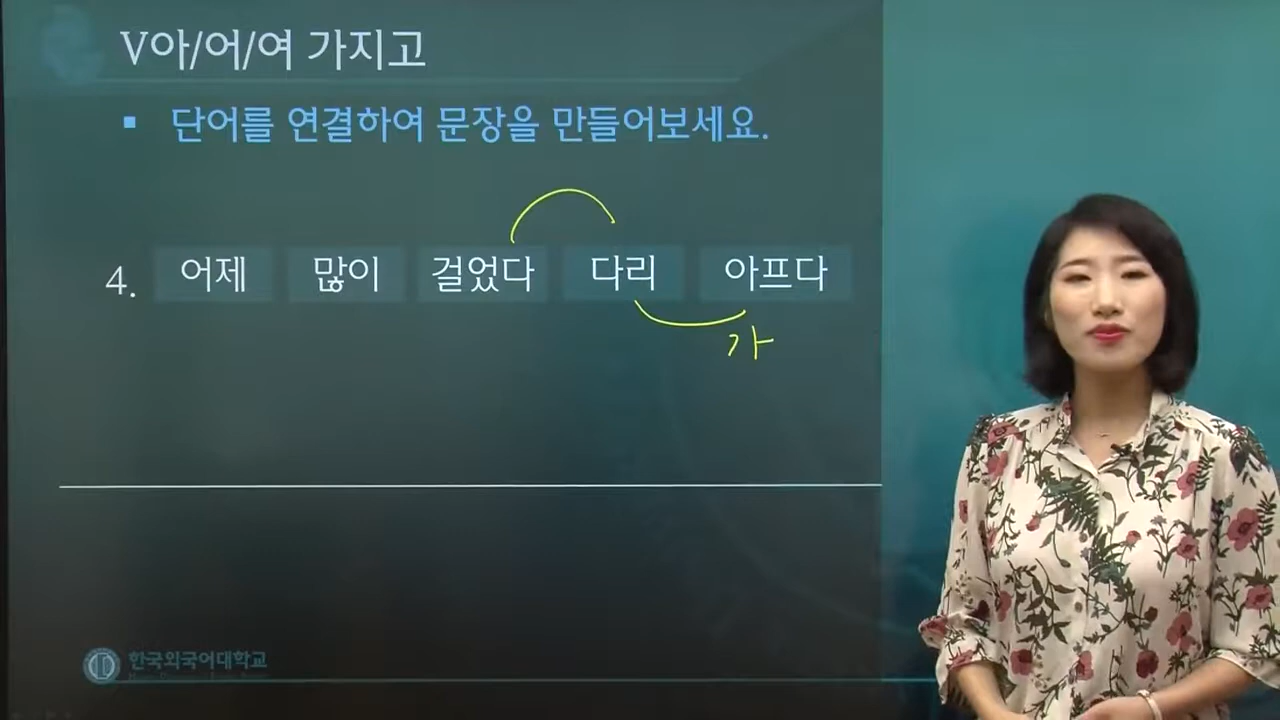 V아/어/여 가지고
▪ 단어를 연결하여 문장을 만들어보세요.
4. 어제 많이 걸었다 다리 아프다
가
한국외국어대학교